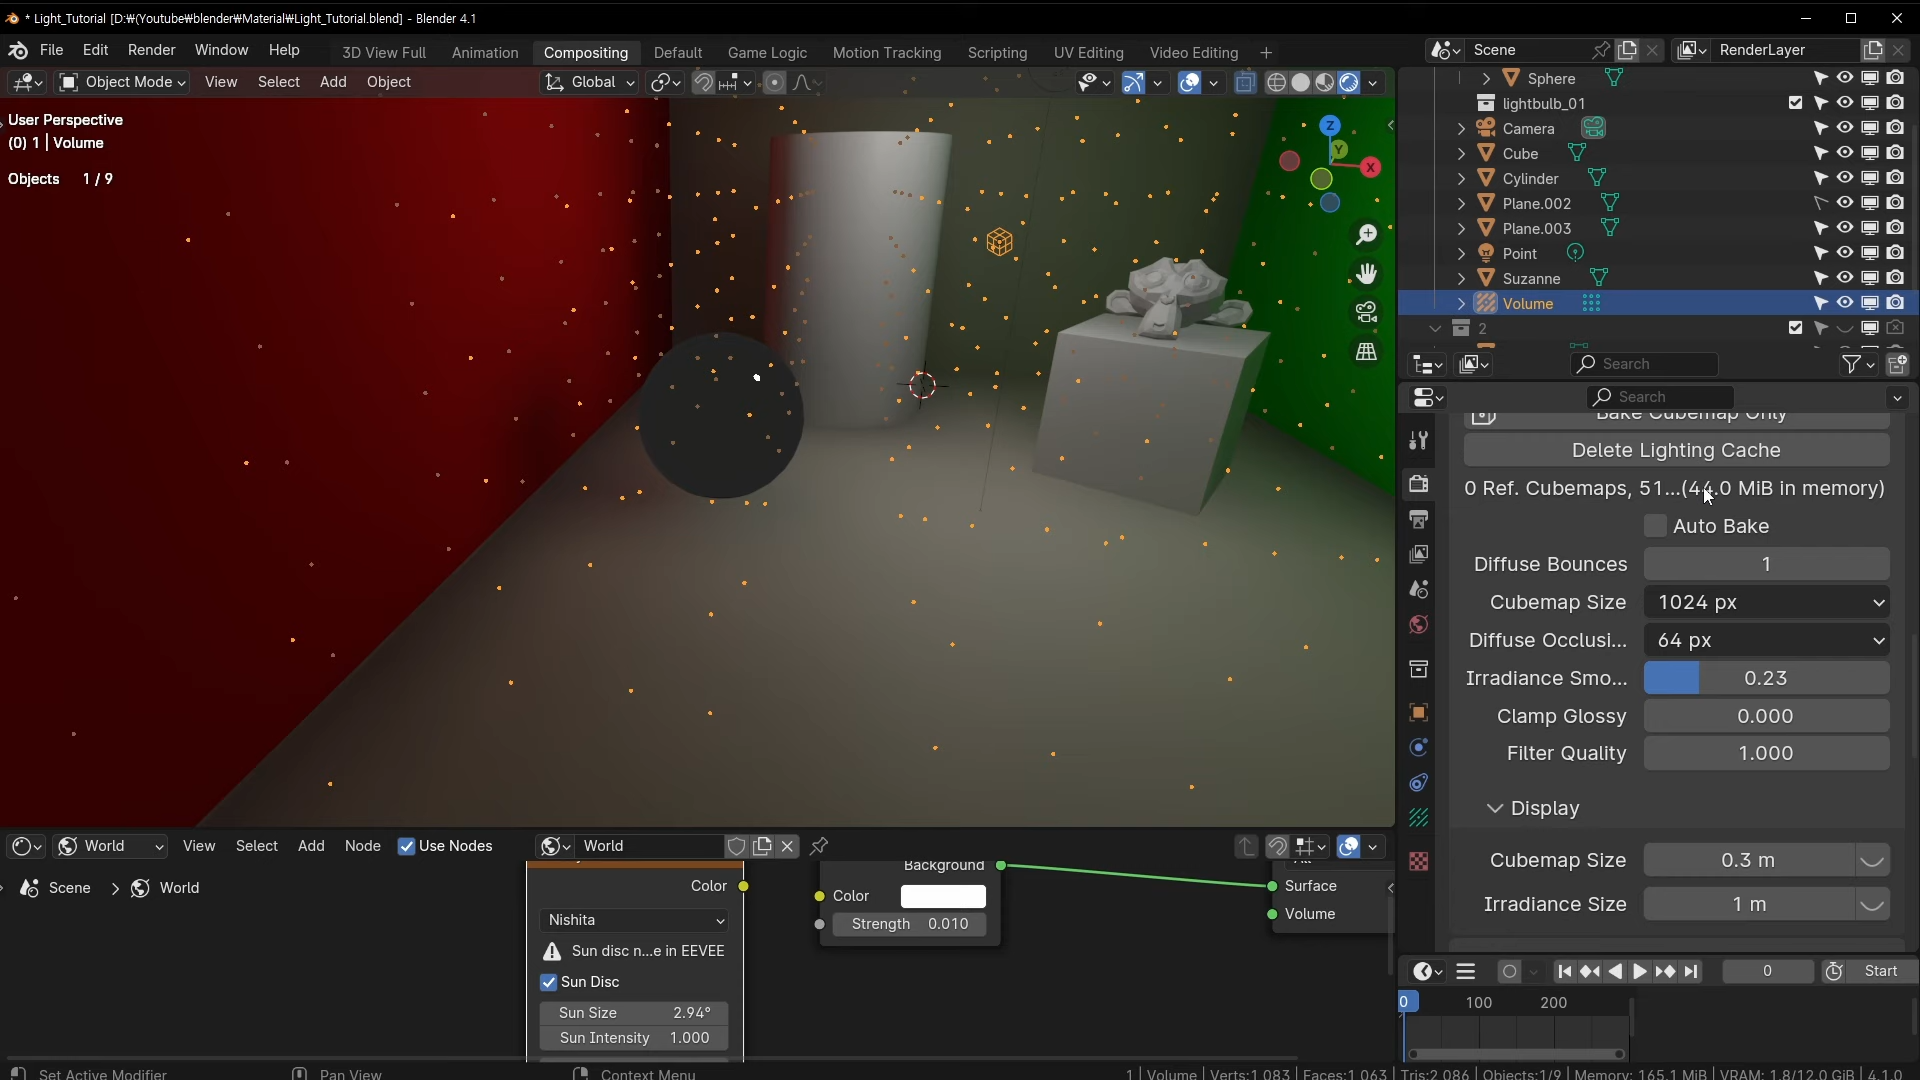 * Light_Tutorial [D:₩(Youtube₩blender₩Material₩Light_Tutorial.blend] - Blender 4.1
File Edit Render Window Help 3D View Full Animation Compositing Default Game Logic Motion Tracking Scripting UV Editing Video Editing + Scene RenderLayer
Object Mode View Select Add Object Global
User Perspective
(0) 1 | Volume
Objects 1 / 9
Z
Y
X
Sphere
lightbulb_01
Camera
Cube
Cylinder
Plane.002
Plane.003
Point
Suzanne
Volume
2
Search
Search
Bake Cubemap Only
Delete Lighting Cache
0 Ref. Cubemaps, 51...(44.0 MiB in memory)
Auto Bake
Diffuse Bounces 1
Cubemap Size 1024 px
Diffuse Occlusi... 64 px
Irradiance Smo... 0.23
Clamp Glossy 0.000
Filter Quality 1.000
Display
Cubemap Size 0.3 m
Irradiance Size 1 m
World View Select Add Node Use Nodes World
Scene > World
Color
Nishita
Sun disc n...e in EEVEE
Sun Disc
Sun Size 2.94°
Sun Intensity 1.000
Background
Color
Strength 0.010
Surface
Volume
0 Start
0 100 200
Set Active Modifier Pan View Context Menu 1 | Volume | Verts:1,083 | Faces:1,063 | Tris:2,086 | Objects:1/9 | Memory: 165.1 MiB | VRAM: 1.8/12.0 GiB | 4.1.0